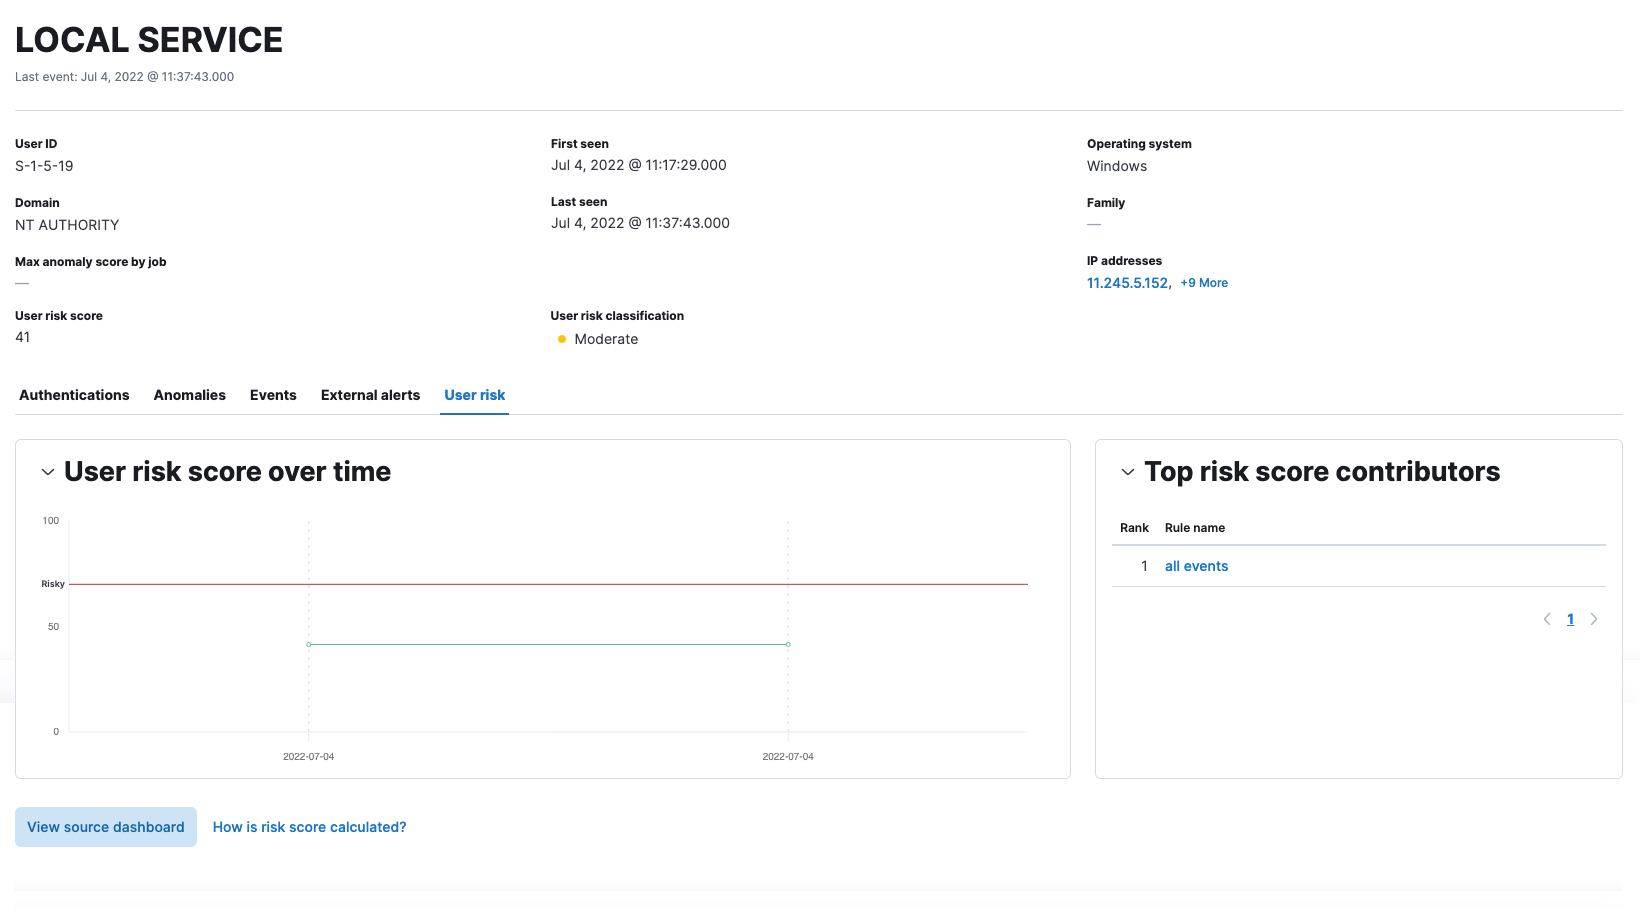 LOCAL SERVICE
Last event: Jul 4, 2022 @ 11:37:43.000
User ID
S-1-5-19
Domain
NT AUTHORITY
Max anomaly score by job
—
User risk score
41
First seen
Jul 4, 2022 @ 11:17:29.000
Last seen
Jul 4, 2022 @ 11:37:43.000
User risk classification
Moderate
Operating system
Windows
Family
—
IP addresses
11.245.5.152, +9 More
Authentications Anomalies Events External alerts User risk
User risk score over time
100
Risky
50
0
2022-07-04 2022-07-04
Top risk score contributors
Rank Rule name
1 all events
1
View source dashboard How is risk score calculated?